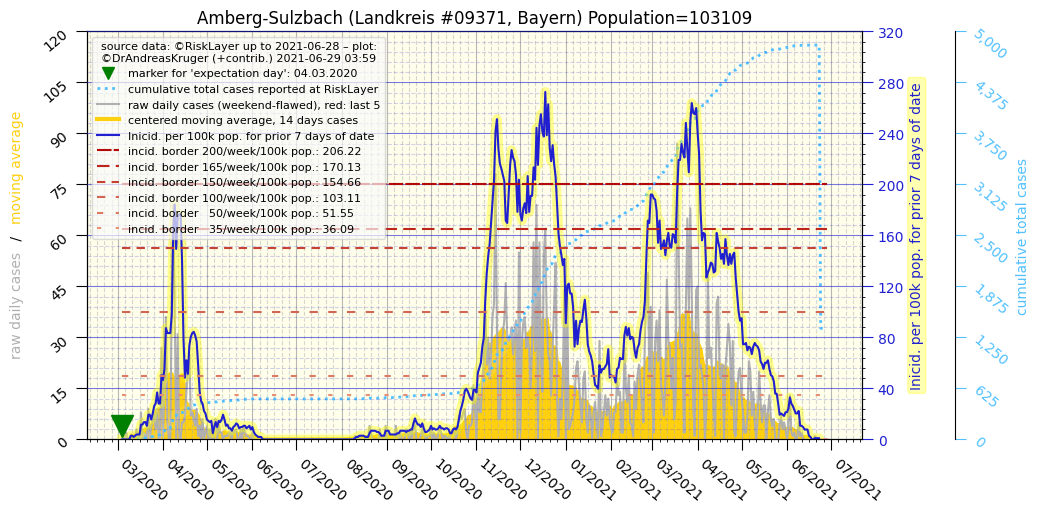 Amberg-Sulzbach (Landkreis #09371, Bayern) Population=103109
source data: ©RiskLayer up to 2021-06-28 – plot:
©DrAndreasKruger (+contrib.) 2021-06-29 03:59
marker for 'expectation day': 04.03.2020
cumulative total cases reported at RiskLayer
raw daily cases (weekend-flawed), red: last 5
centered moving average, 14 days cases
Inicid. per 100k pop. for prior 7 days of date
incid. border 200/week/100k pop.: 206.22
incid. border 165/week/100k pop.: 170.13
incid. border 150/week/100k pop.: 154.66
incid. border 100/week/100k pop.: 103.11
incid. border   50/week/100k pop.: 51.55
incid. border   35/week/100k pop.: 36.09
raw daily cases  /  moving average
120
105
90
75
60
45
30
15
0
03/2020
04/2020
05/2020
06/2020
07/2020
08/2020
09/2020
10/2020
11/2020
12/2020
01/2021
02/2021
03/2021
04/2021
05/2021
06/2021
07/2021
320
280
240
200
160
120
80
40
0
Inicid. per 100k pop. for prior 7 days of date
5,000
4,375
3,750
3,125
2,500
1,875
1,250
625
0
cumulative total cases